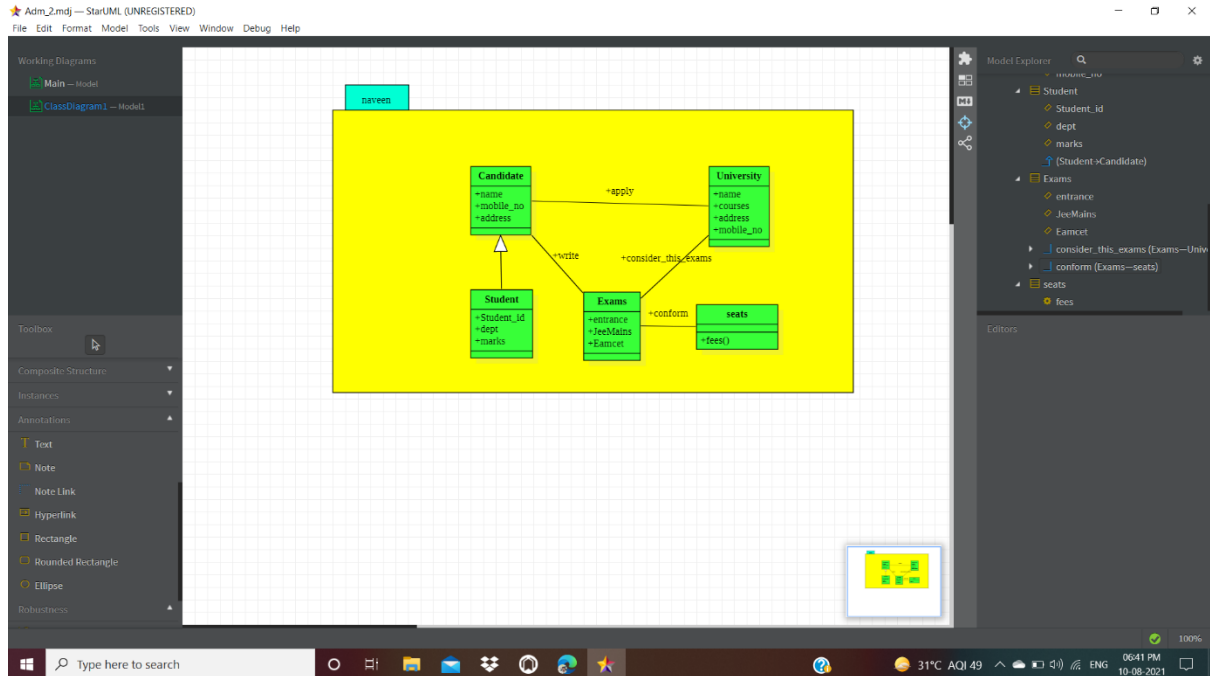 Adm_2.mdj — StarUML (UNREGISTERED)
File Edit Format Model Tools View Window Debug Help
Working Diagrams
Main — Model
ClassDiagram1 — Model1
Toolbox
Composite Structure
Instances
Annotations
Text
Note
Note Link
Hyperlink
Rectangle
Rounded Rectangle
Ellipse
Robustness
naveen
Candidate
+name
+mobile_no
+address
+apply
University
+name
+courses
+address
+mobile_no
+write
+consider_this_exams
Student
+Student_id
+dept
+marks
Exams
+entrance
+JeeMains
+Eamcet
+conform
seats
+fees()
M↓
Model Explorer
mobile_no
Student
Student_id
dept
marks
(Student→Candidate)
Exams
entrance
JeeMains
Eamcet
consider_this_exams (Exams—Univ
conform (Exams—seats)
seats
fees
Editors
100%
Type here to search
31°C AQI 49
ENG
06:41 PM
10-08-2021